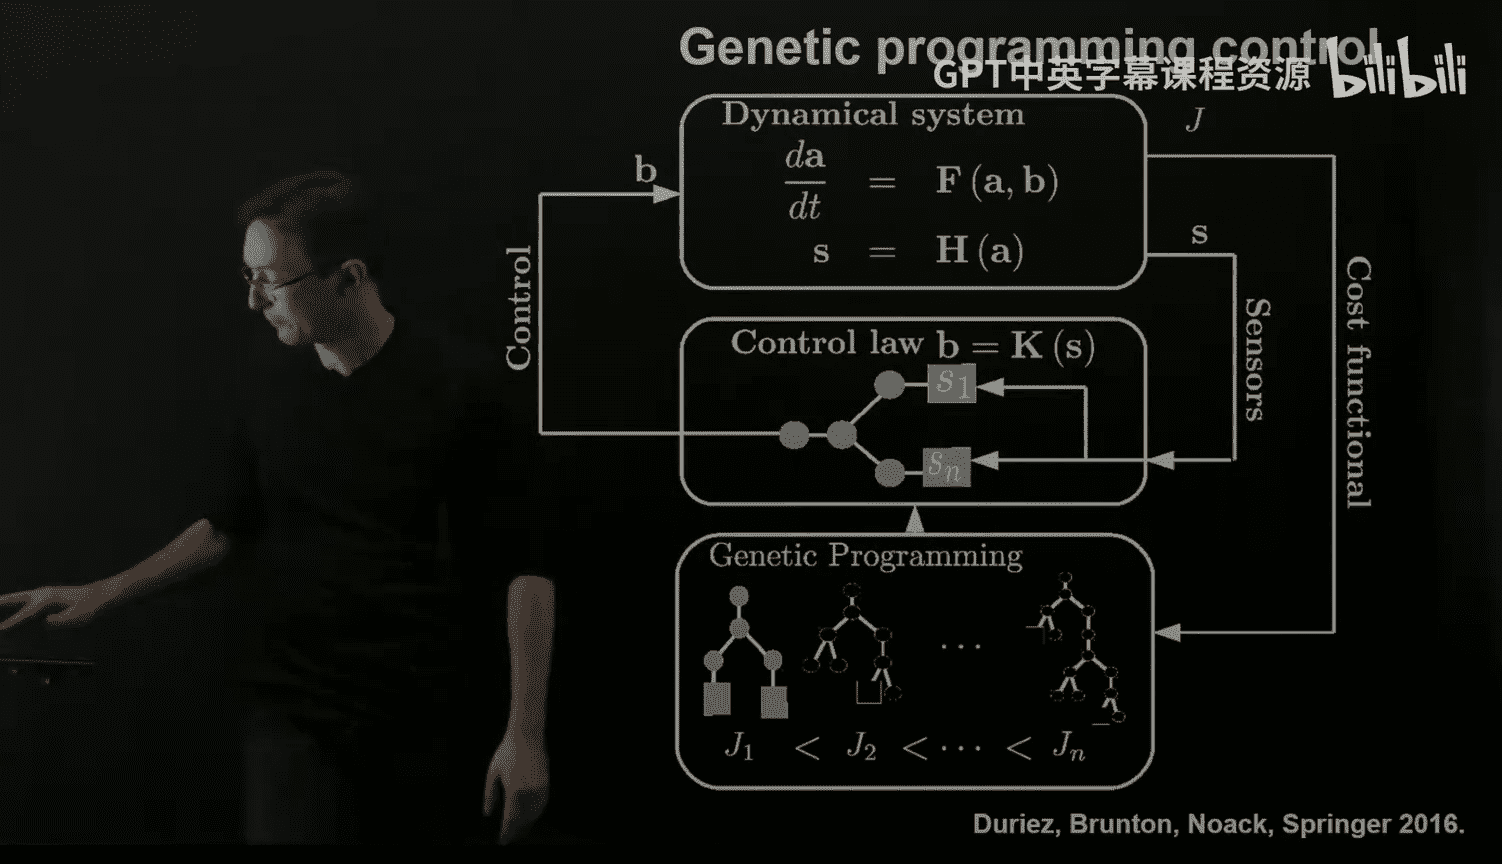 Genetic programming control
GPT中英字幕课程资源 bilibili
Dynamical system
da/dt = F (a, b)
s = H (a)
J
b
s
Control
Sensors
Cost functional
Control law b = K (s)
s1
sn
Genetic Programming
...
J1 < J2 < ··· < Jn
Duriez, Brunton, Noack, Springer 2016.